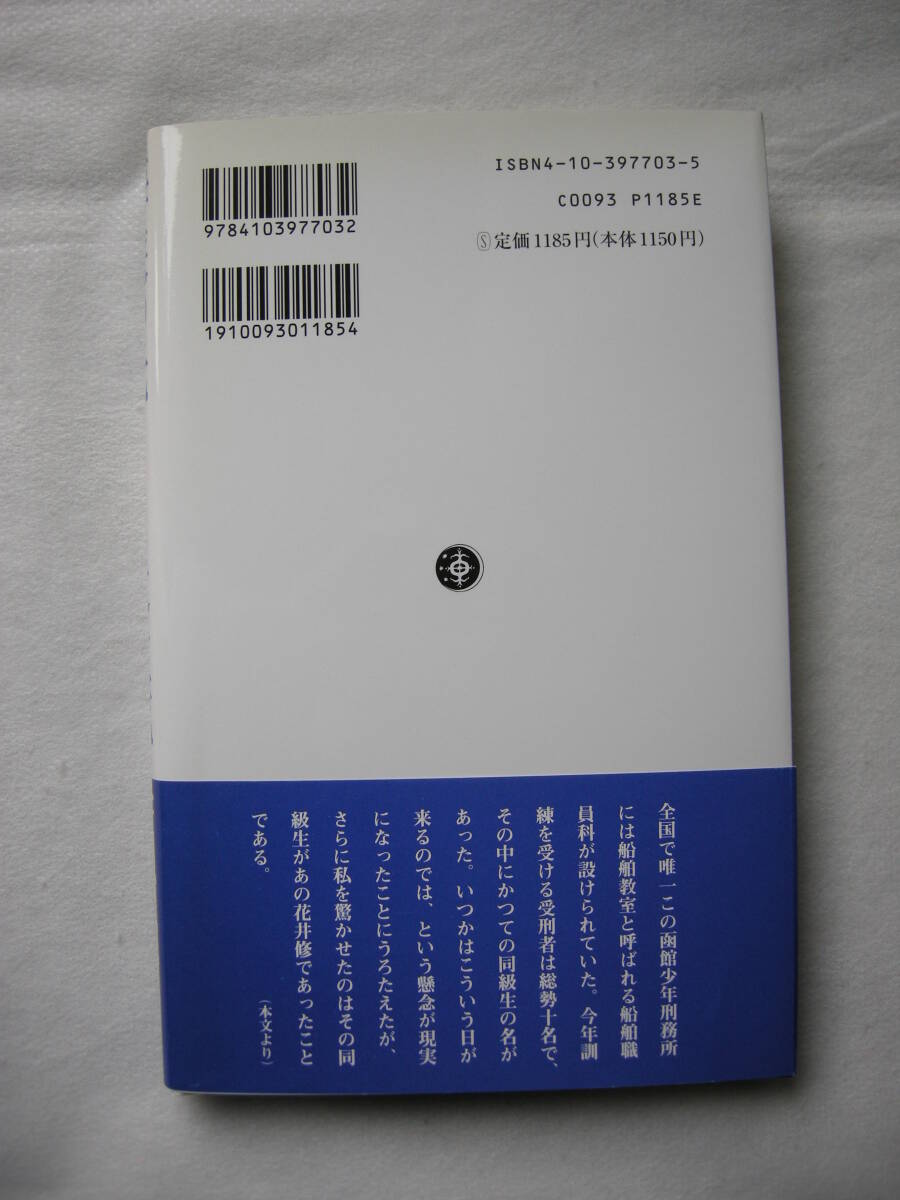 ISBN4-10-397703-5
C0093 P1185E
Ⓢ定価1185円(本体1150円)
9784103977032
1910093011854
全国で唯一この函館少年刑務所
には船舶教室と呼ばれる船舶職
員科が設けられていた。今年訓
練を受ける受刑者は総勢十名で、
その中にかつての同級生の名が
あった。いつかはこういう日が
来るのでは、という懸念が現実
になったことにうろたえたが、
さらに私を驚かせたのはその同
級生があの花井修であったこと
である。
(本文より)